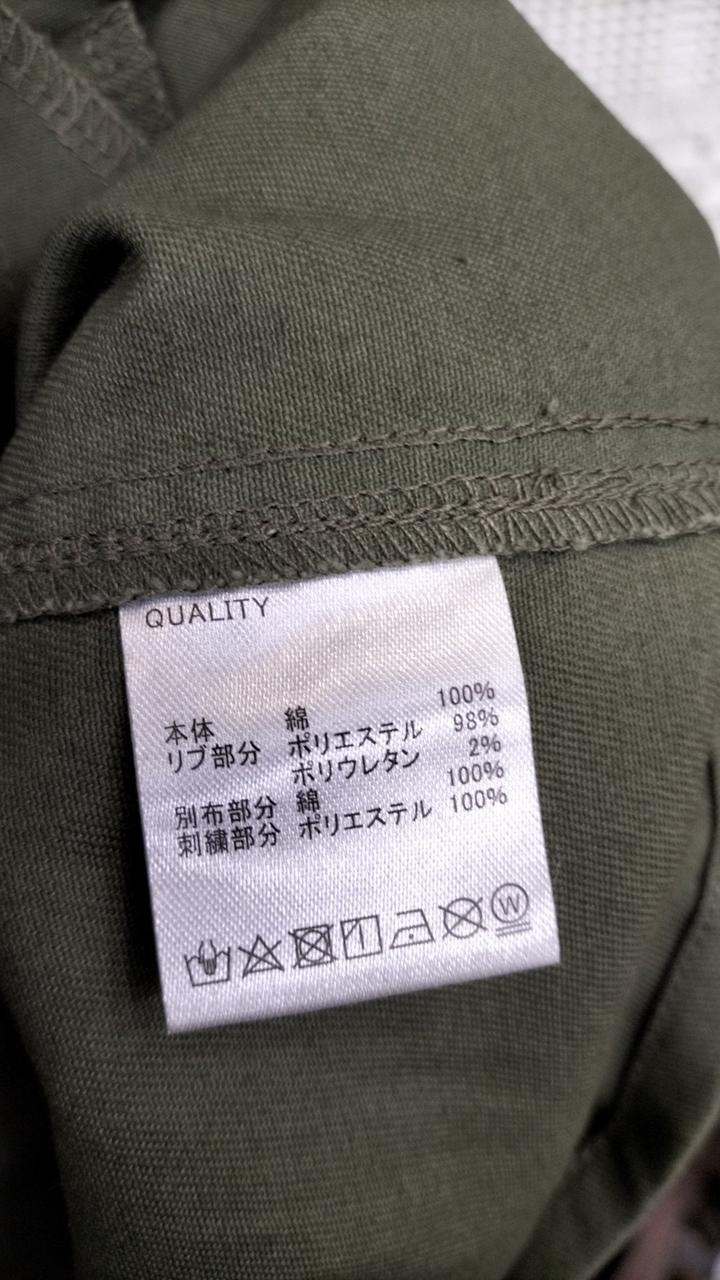 QUALITY
本体 綿 100%
リブ部分 ポリエステル 98%
ポリウレタン 2%
別布部分 綿 100%
刺繍部分 ポリエステル 100%
W